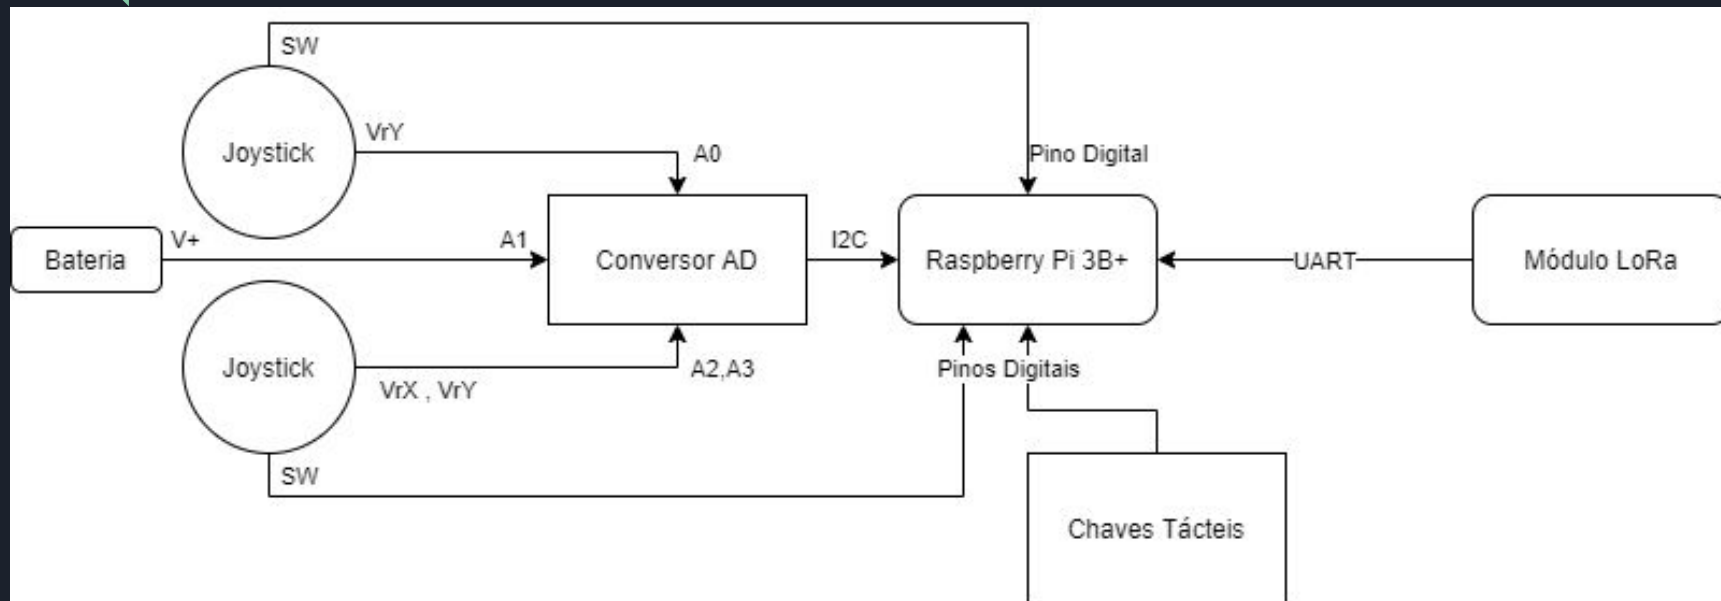 SW
Joystick
VrY
A0
Pino Digital
Bateria
V+
A1
Conversor AD
I2C
Raspberry Pi 3B+
UART
Módulo LoRa
Joystick
VrX , VrY
A2,A3
Pinos Digitais
SW
Chaves Tácteis